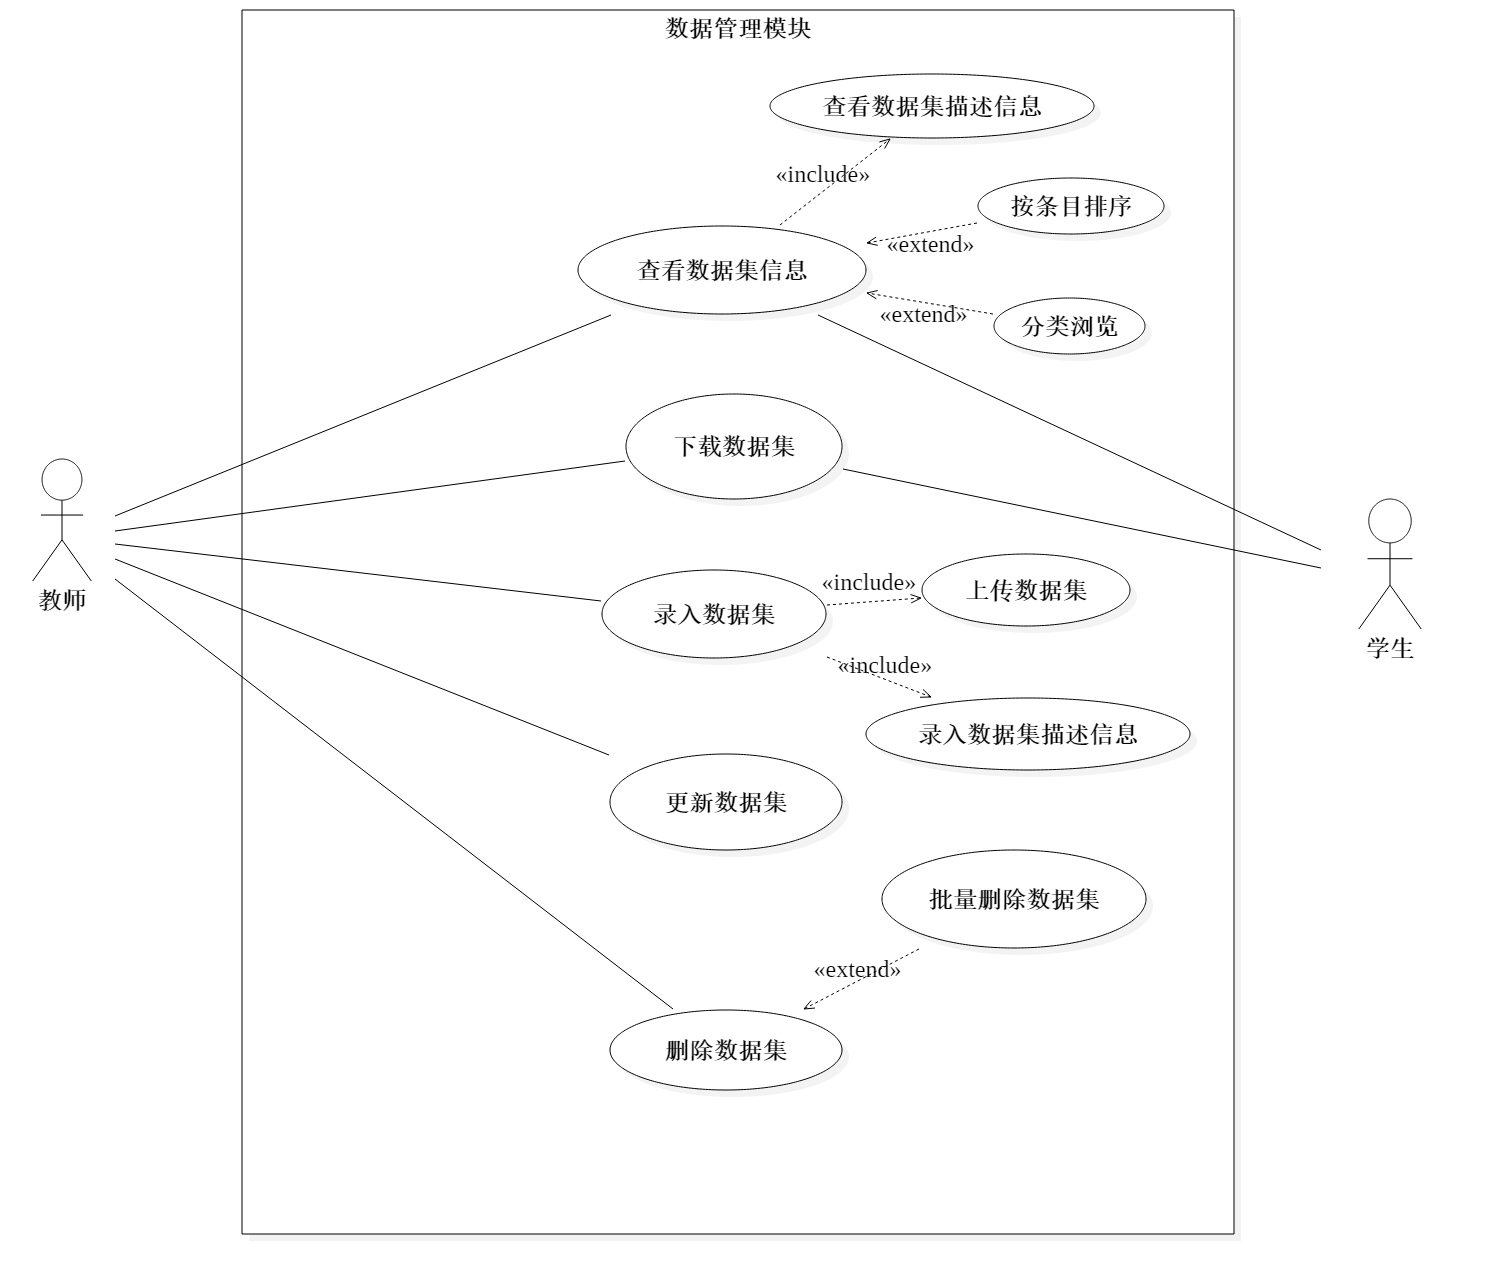 数据管理模块
查看数据集描述信息
«include»
按条目排序
«extend»
查看数据集信息
«extend»
分类浏览
下载数据集
«include»
上传数据集
教师
录入数据集
学生
«include»
录入数据集描述信息
更新数据集
批量删除数据集
«extend»
删除数据集